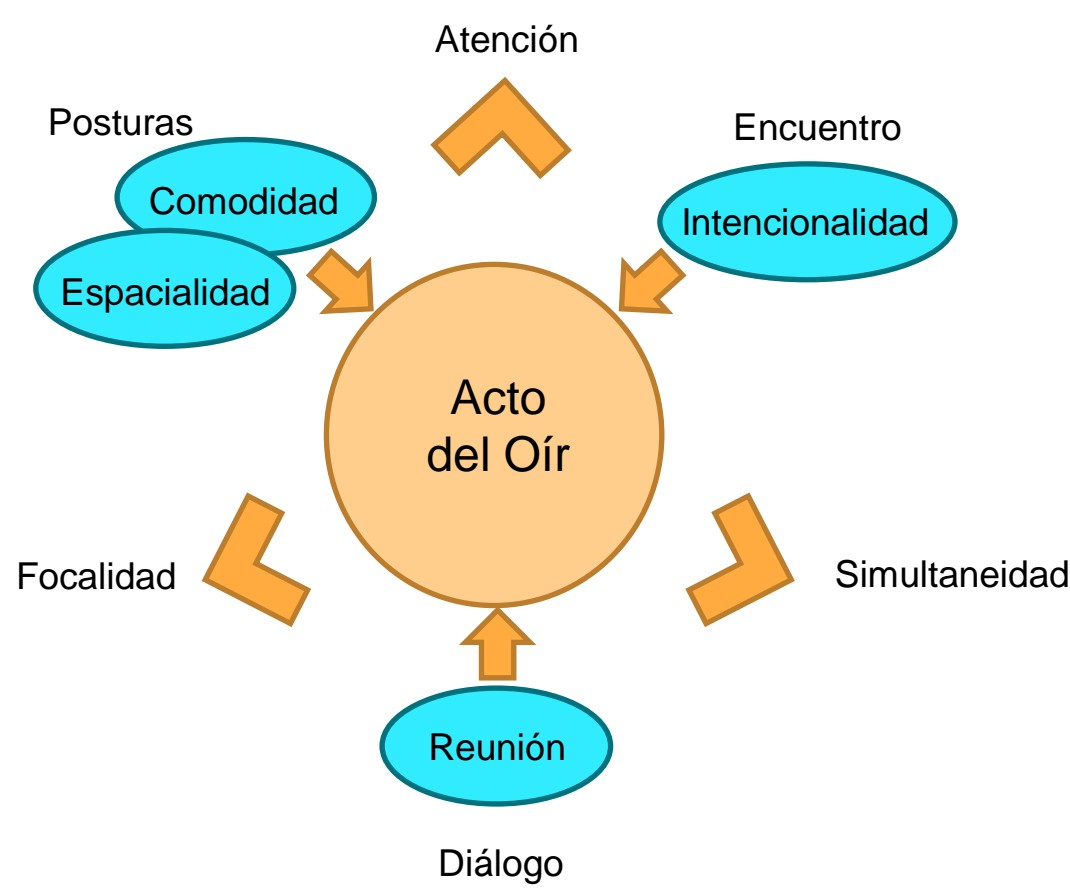 Atención
Posturas
Encuentro
Comodidad
Intencionalidad
Espacialidad
Acto
del Oír
Focalidad
Simultaneidad
Reunión
Diálogo